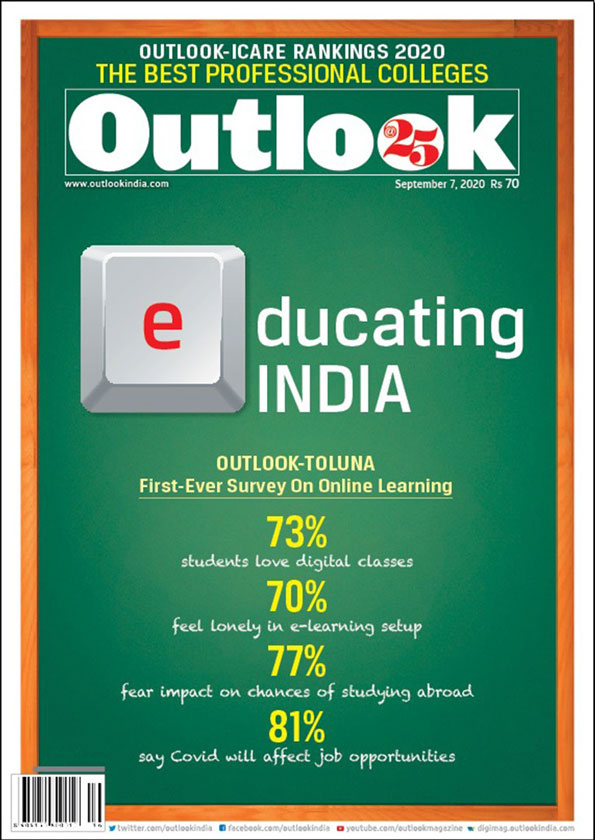 OUTLOOK-ICARE RANKINGS 2020
THE BEST PROFESSIONAL COLLEGES
Outlook
@25
www.outlookindia.com
September 7, 2020 Rs 70
educating
INDIA
OUTLOOK-TOLUNA
First-Ever Survey On Online Learning
73%
students love digital classes
70%
feel lonely in e-learning setup
77%
fear impact on chances of studying abroad
81%
say Covid will affect job opportunities
twitter.com/outlookindia facebook.com/outlookindia youtube.com/outlookmagazine digimag.outlookindia.com